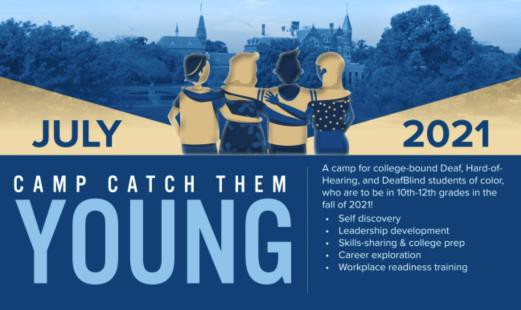 JULY
2021
CAMP CATCH THEM
YOUNG
A camp for college-bound Deaf, Hard-of-
Hearing, and DeafBlind students of color,
who are to be in 10th-12th grades in the
fall of 2021!
• Self discovery
• Leadership development
• Skills-sharing & college prep
• Career exploration
• Workplace readiness training